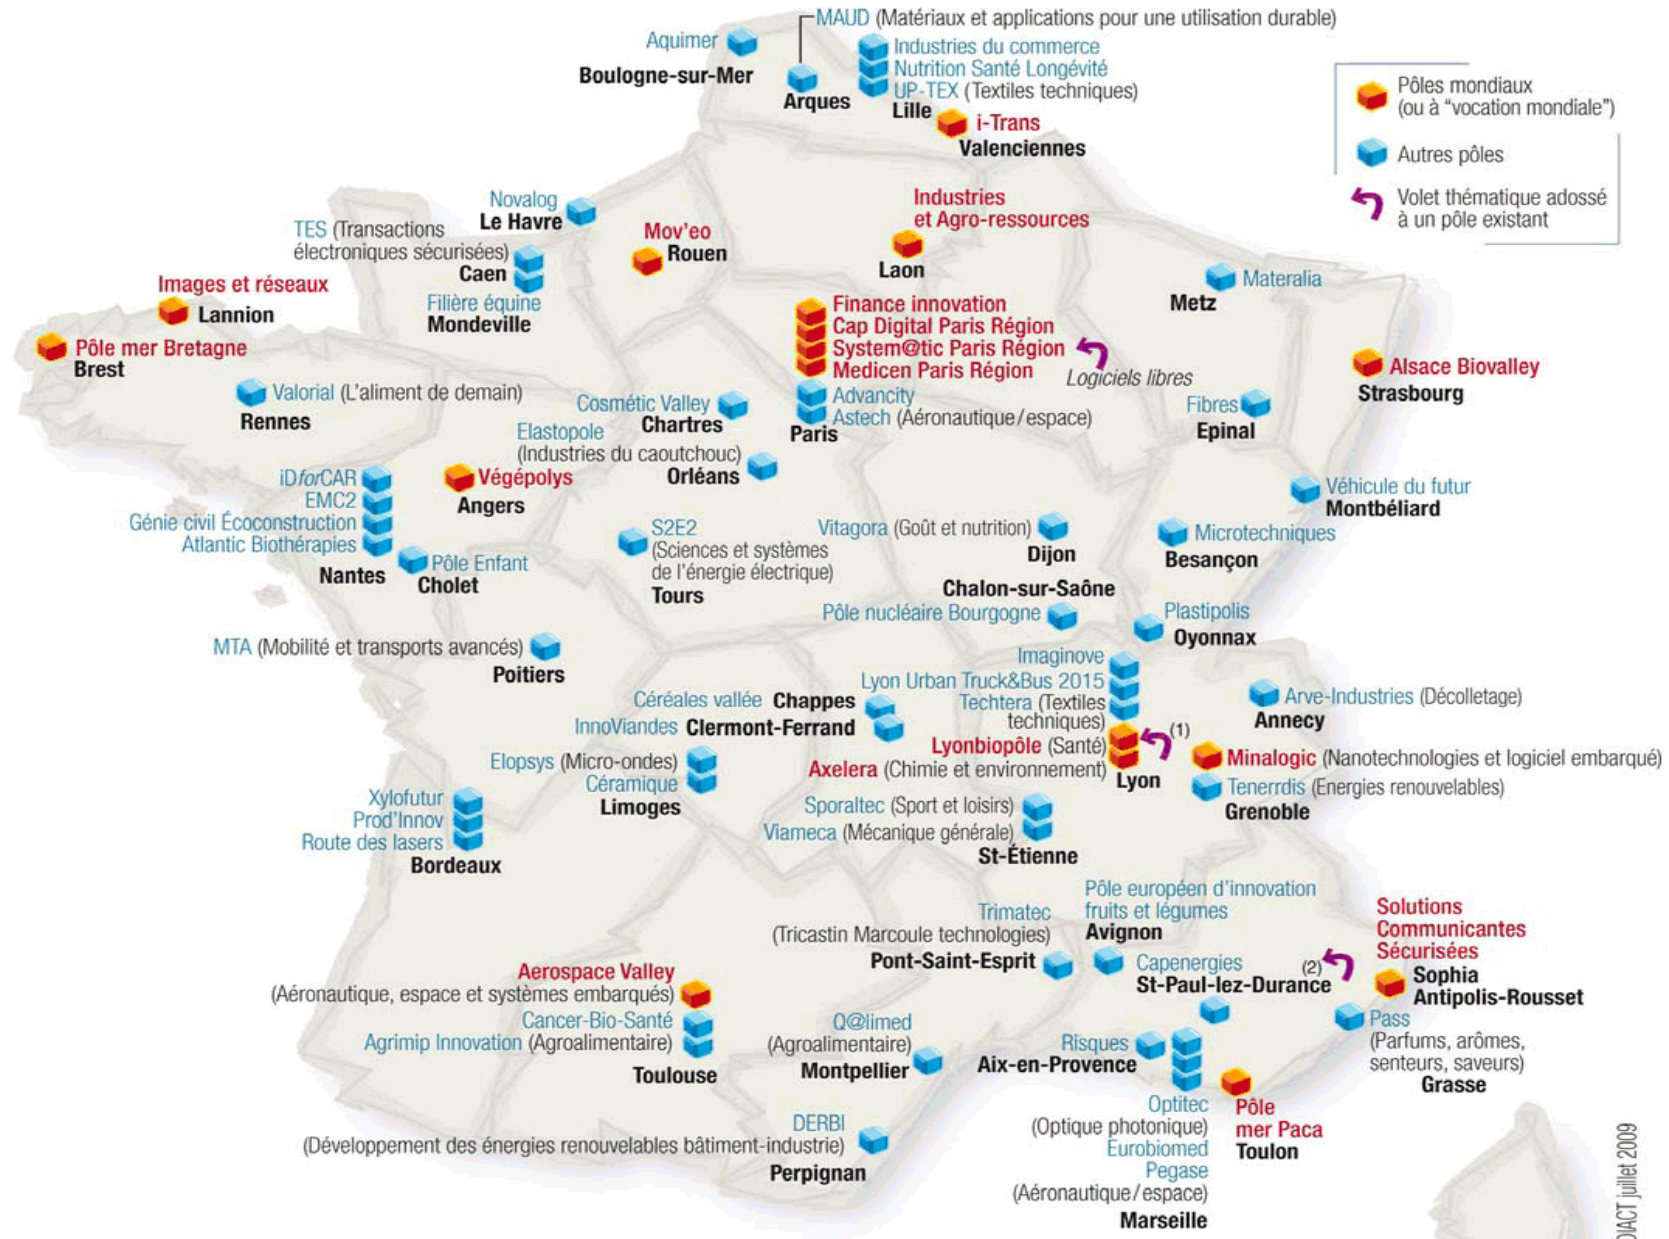 MAUD (Matériaux et applications pour une utilisation durable)
Aquimer
Boulogne-sur-Mer
Arques
Industries du commerce
Nutrition Santé Longévité
UP-TEX (Textiles techniques)
Lille
i-Trans
Valenciennes
Pôles mondiaux
(ou à “vocation mondiale”)
Autres pôles
Volet thématique adossé
à un pôle existant
Novalog
Le Havre
TES (Transactions
électroniques sécurisées)
Caen
Filière équine
Mondeville
Mov’eo
Rouen
Industries
et Agro-ressources
Laon
Materalia
Metz
Images et réseaux
Lannion
Pôle mer Bretagne
Brest
Valorial (L’aliment de demain)
Rennes
Finance innovation
Cap Digital Paris Région
System@tic Paris Région
Medicen Paris Région
Logiciels libres
Advancity
Astech (Aéronautique/espace)
Paris
Alsace Biovalley
Strasbourg
Fibres
Epinal
Cosmétic Valley
Chartres
Elastopole
(Industries du caoutchouc)
Orléans
iDforCAR
EMC2
Génie civil Écoconstruction
Atlantic Biothérapies
Nantes
Végépolys
Angers
Pôle Enfant
Cholet
S2E2
(Sciences et systèmes
de l’énergie électrique)
Tours
Vitagora (Goût et nutrition)
Dijon
Véhicule du futur
Montbéliard
Microtechniques
Besançon
Chalon-sur-Saône
Pôle nucléaire Bourgogne
Plastipolis
Oyonnax
MTA (Mobilité et transports avancés)
Poitiers
Imaginove
Lyon Urban Truck&Bus 2015
Techtera (Textiles
techniques)
Lyonbiopôle (Santé)
(1)
Axelera (Chimie et environnement)
Lyon
Céréales vallée Chappes
InnoViandes Clermont-Ferrand
Arve-Industries (Décolletage)
Annecy
Minalogic (Nanotechnologies et logiciel embarqué)
Tenerrdis (Energies renouvelables)
Grenoble
Elopsys (Micro-ondes)
Céramique
Limoges
Xylofutur
Prod’Innov
Route des lasers
Bordeaux
Sporaltec (Sport et loisirs)
Viameca (Mécanique générale)
St-Étienne
Pôle européen d’innovation
fruits et légumes
Avignon
Trimatec
(Tricastin Marcoule technologies)
Pont-Saint-Esprit
Capenergies
(2)
St-Paul-lez-Durance
Solutions
Communicantes
Sécurisées
Sophia
Antipolis-Rousset
Aerospace Valley
(Aéronautique, espace et systèmes embarqués)
Cancer-Bio-Santé
Agrimip Innovation (Agroalimentaire)
Toulouse
Q@limed
(Agroalimentaire)
Montpellier
Risques
Aix-en-Provence
Pass
(Parfums, arômes,
senteurs, saveurs)
Grasse
DERBI
(Développement des énergies renouvelables bâtiment-industrie)
Perpignan
Optitec
(Optique photonique)
Eurobiomed
Pegase
(Aéronautique/espace)
Marseille
Pôle
mer Paca
Toulon
DIACT juillet 2009